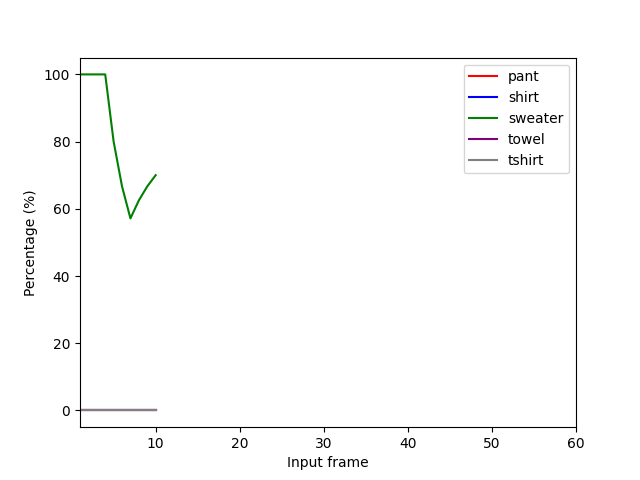 100
80
60
40
20
0
Percentage (%)
10 20 30 40 50 60
Input frame
pant
shirt
sweater
towel
tshirt